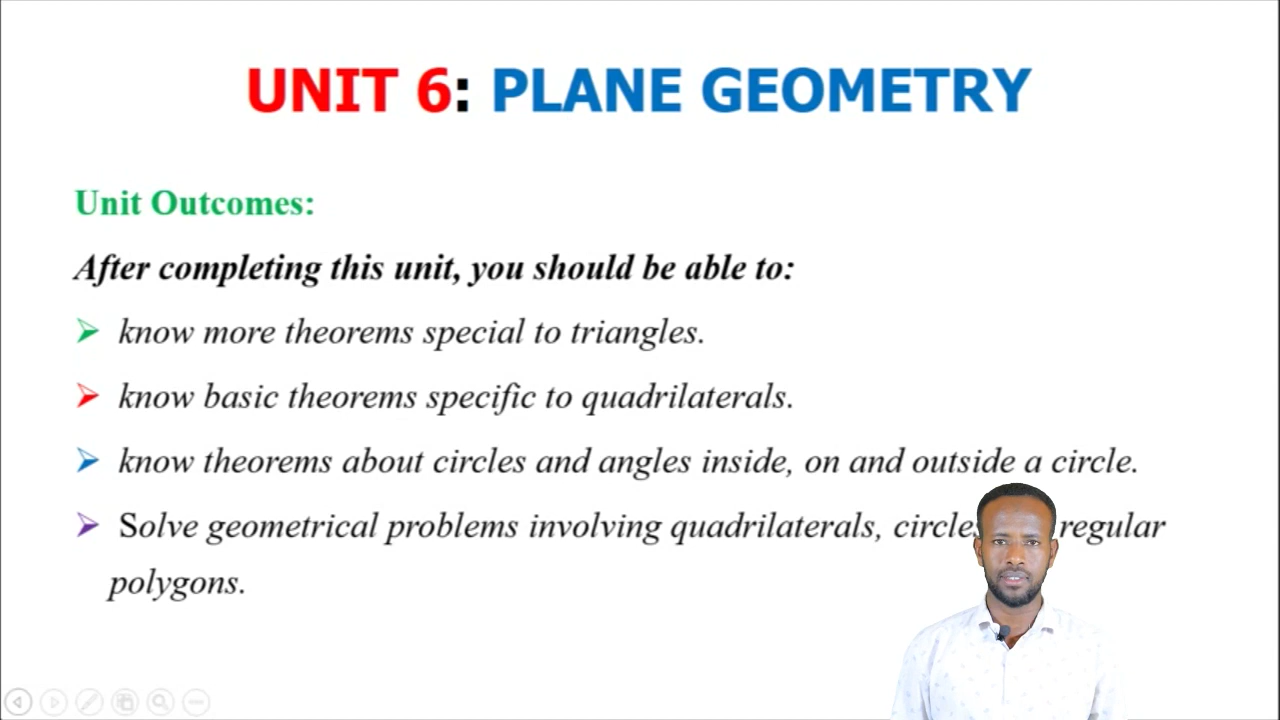 UNIT 6: PLANE GEOMETRY
Unit Outcomes:
After completing this unit, you should be able to:
know more theorems special to triangles.
know basic theorems specific to quadrilaterals.
know theorems about circles and angles inside, on and outside a circle.
Solve geometrical problems involving quadrilaterals, circles regular
polygons.